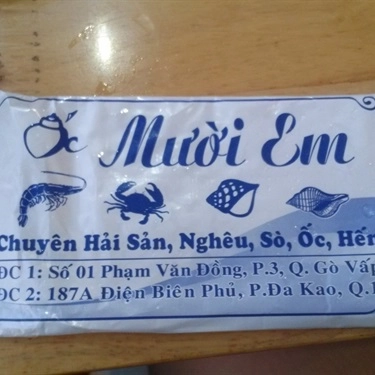 Ốc Mười Em
Chuyên Hải Sản, Nghêu, Sò, Ốc, Hến
ĐC 1: Số 01 Phạm Văn Đồng, P.3, Q. Gò Vấp
ĐC 2: 187A Điện Biên Phủ, P.Đa Kao, Q.1